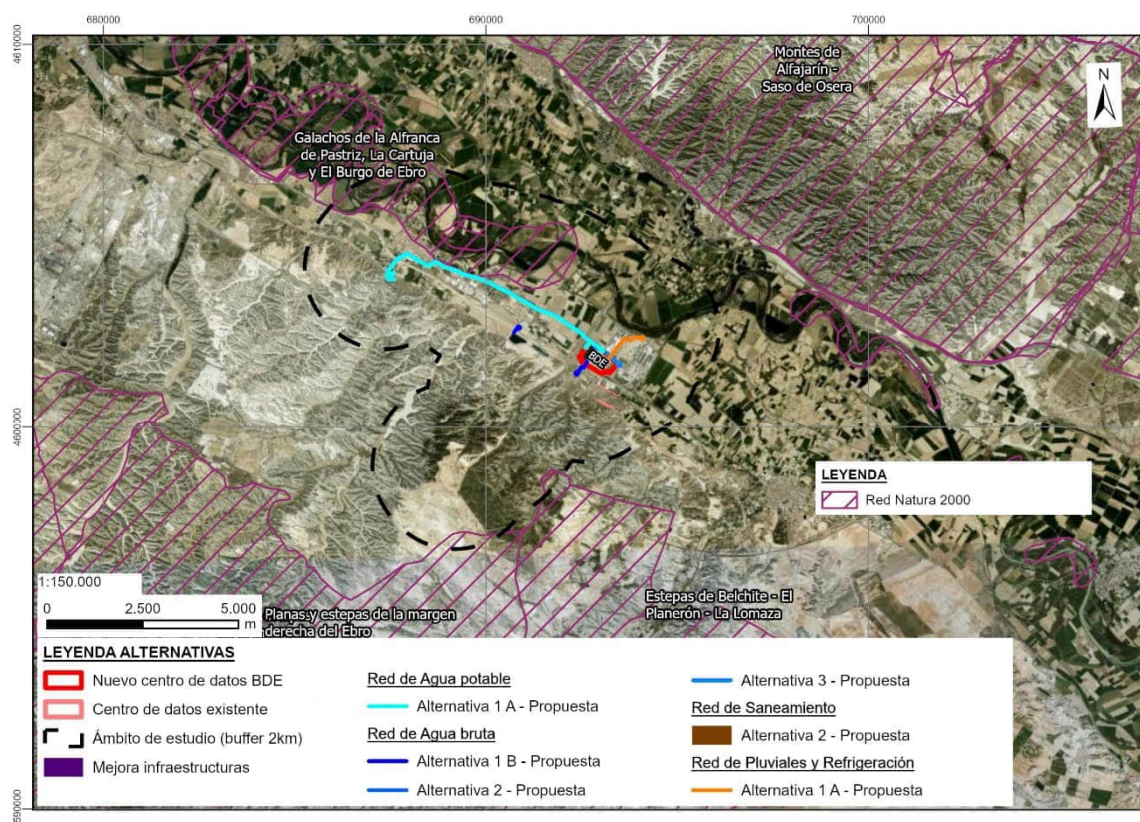 680000
690000
700000
4610000
Montes de
Alfajarín -
Saso de Osera
N
Galachos de la Alfranca
de Pastriz, La Cartuja
y El Burgo de Ebro
BDE
4600000
LEYENDA
Red Natura 2000
1:150.000
0 2.500 5.000
m
Planas y estepas de la margen
derecha del Ebro
Estepas de Belchite - El
Planerón - La Lomaza
LEYENDA ALTERNATIVAS
Nuevo centro de datos BDE
Centro de datos existente
Ámbito de estudio (buffer 2km)
Mejora infraestructuras
Red de Agua potable
Alternativa 1 A - Propuesta
Red de Agua bruta
Alternativa 1 B - Propuesta
Alternativa 2 - Propuesta
Alternativa 3 - Propuesta
Red de Saneamiento
Alternativa 2 - Propuesta
Red de Pluviales y Refrigeración
Alternativa 1 A - Propuesta